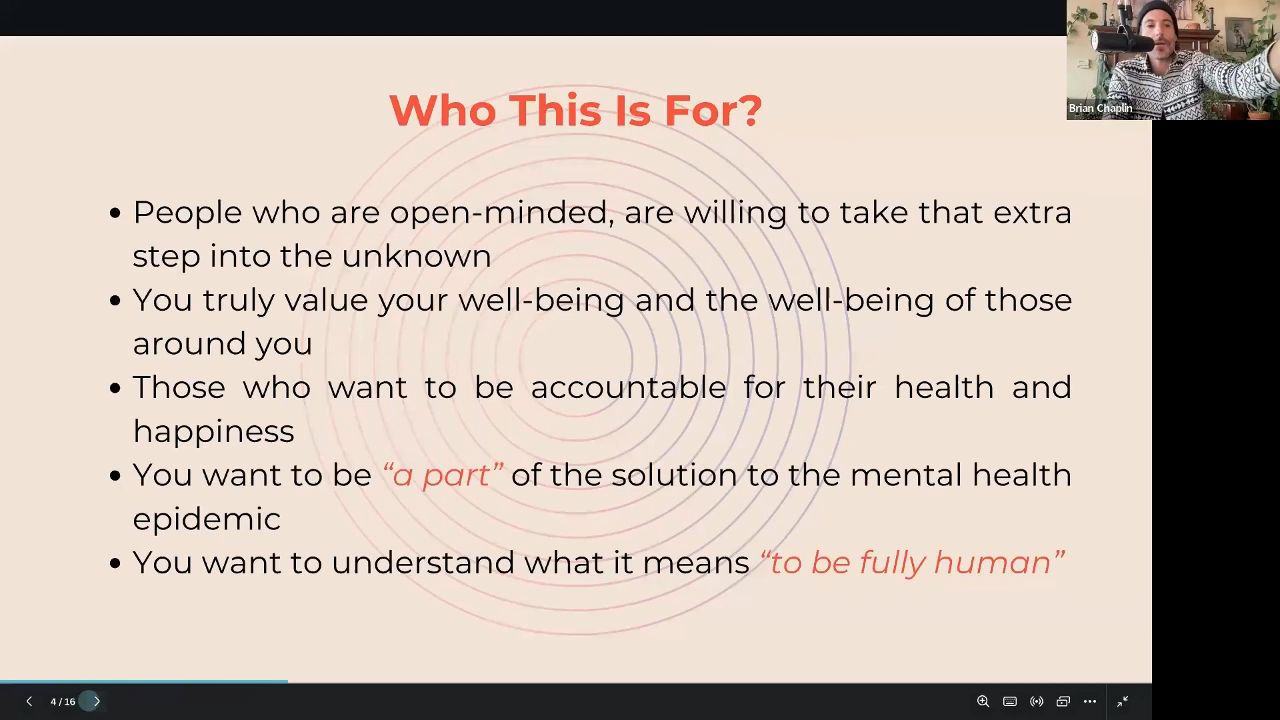 Brian Chaplin
Who This Is For?
• People who are open-minded, are willing to take that extra
step into the unknown
• You truly value your well-being and the well-being of those
around you
• Those who want to be accountable for their health and
happiness
• You want to be “a part” of the solution to the mental health
epidemic
• You want to understand what it means “to be fully human”
4 / 16